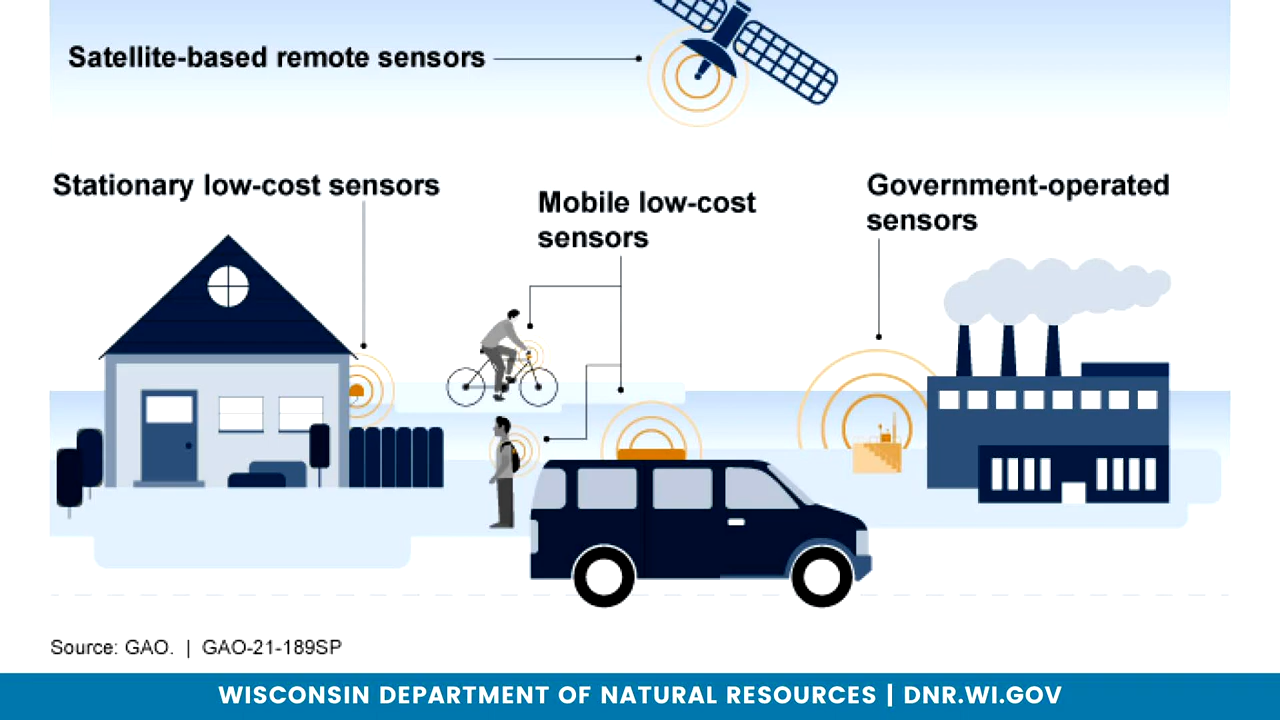 Satellite-based remote sensors
Stationary low-cost sensors
Mobile low-cost
sensors
Government-operated
sensors
Source: GAO. | GAO-21-189SP
WISCONSIN DEPARTMENT OF NATURAL RESOURCES | DNR.WI.GOV